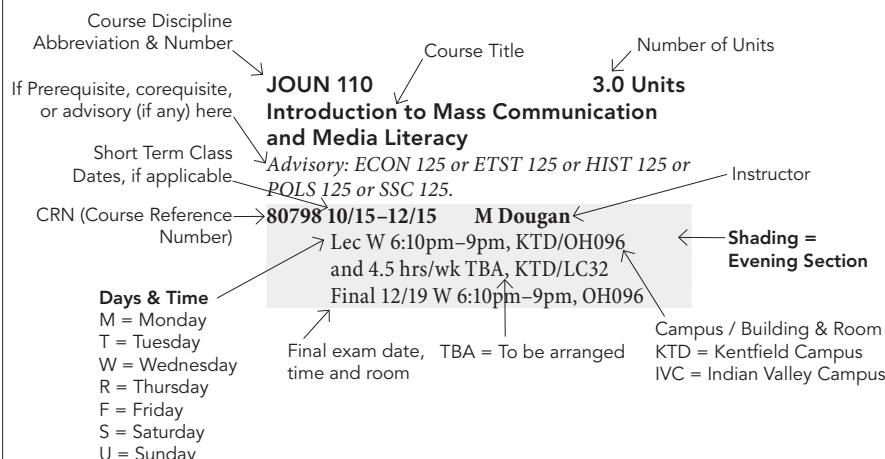 Course Discipline
Abbreviation & Number
Course Title
Number of Units
If Prerequisite, corequisite,
or advisory (if any) here
Short Term Class
Dates, if applicable
CRN (Course Reference
Number)
JOUN 110 3.0 Units
Introduction to Mass Communication
and Media Literacy
Advisory: ECON 125 or ETST 125 or HIST 125 or
POLS 125 or SSC 125.
80798 10/15–12/15 M Dougan
Lec W 6:10pm–9pm, KTD/OH096
and 4.5 hrs/wk TBA, KTD/LC32
Final 12/19 W 6:10pm–9pm, OH096
Instructor
Shading =
Evening Section
Days & Time
M = Monday
T = Tuesday
W = Wednesday
R = Thursday
F = Friday
S = Saturday
U = Sunday
Final exam date,
time and room
TBA = To be arranged
Campus / Building & Room
KTD = Kentfield Campus
IVC = Indian Valley Campus